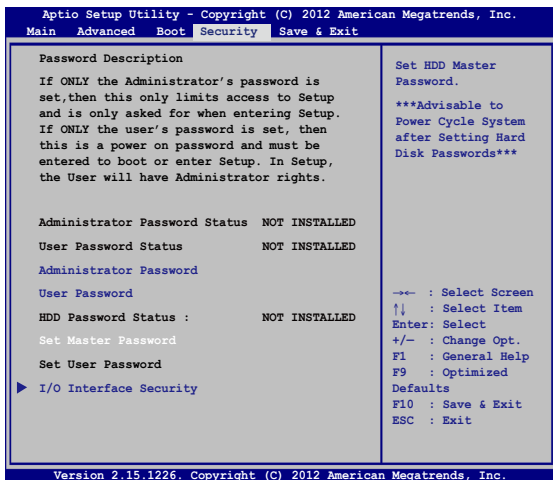 Aptio Setup Utility - Copyright (C) 2012 American Megatrends, Inc.
Main Advanced Boot Security Save & Exit
Password Description
If ONLY the Administrator's password is
set,then this only limits access to Setup
and is only asked for when entering Setup.
If ONLY the user's password is set, then
this is a power on password and must be
entered to boot or enter Setup. In Setup,
the User will have Administrator rights.
Administrator Password Status NOT INSTALLED
User Password Status NOT INSTALLED
Administrator Password
User Password
HDD Password Status : NOT INSTALLED
Set Master Password
Set User Password
I/O Interface Security
Set HDD Master
Password.
***Advisable to
Power Cycle System
after Setting Hard
Disk Passwords***
→← : Select Screen
↑↓ : Select Item
Enter: Select
+/— : Change Opt.
F1 : General Help
F9 : Optimized
Defaults
F10 : Save & Exit
ESC : Exit
Version 2.15.1226. Copyright (C) 2012 American Megatrends, Inc.